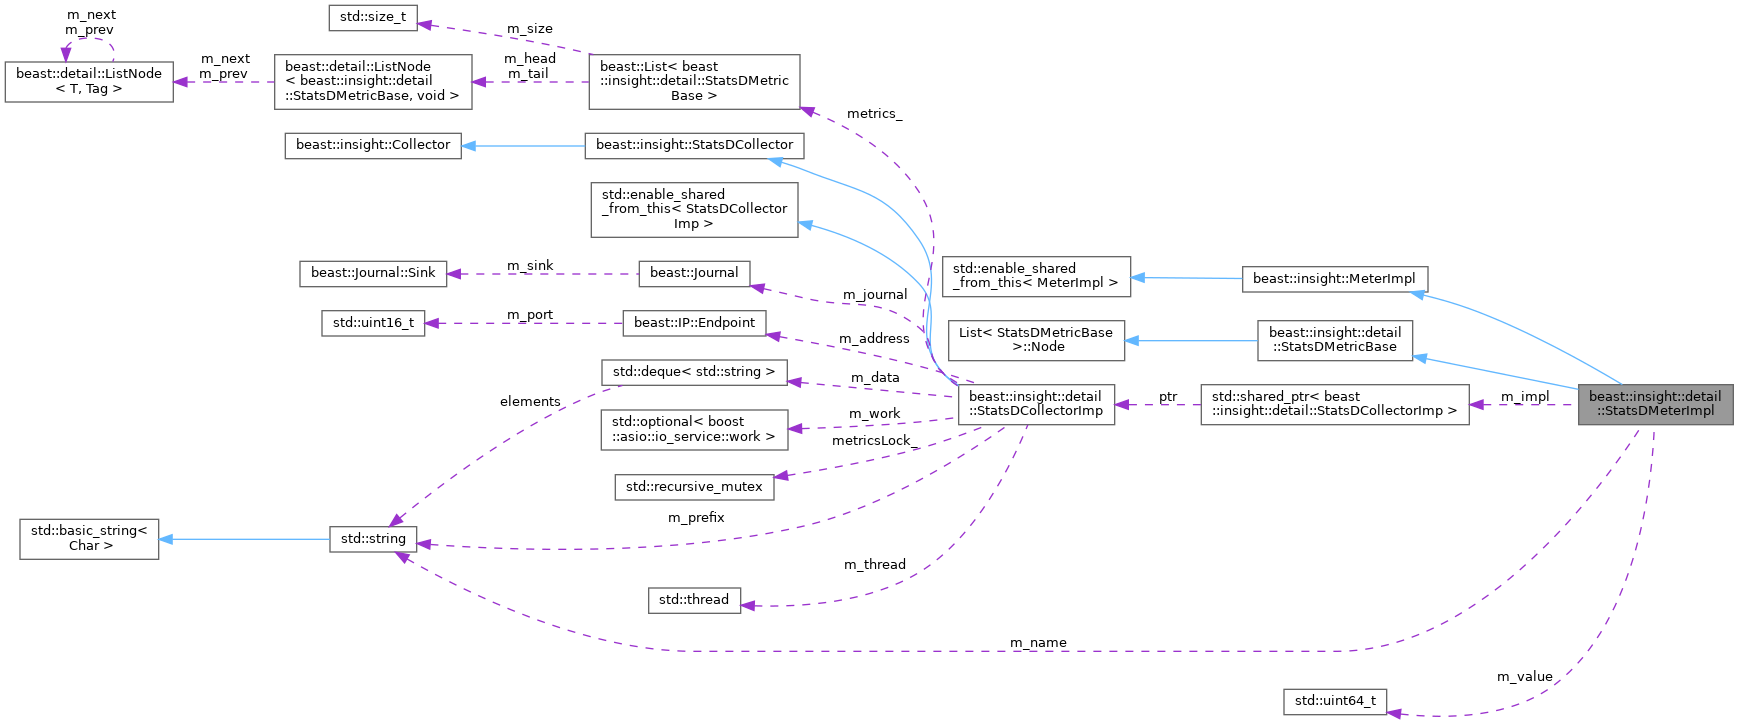 m_next
m_prev
beast::detail::ListNode
< T, Tag >
m_next
m_prev
beast::detail::ListNode
< beast::insight::detail
::StatsDMetricBase, void >
std::size_t
m_size
m_head
m_tail
beast::List< beast
::insight::detail::StatsDMetric
Base >
metrics_
beast::insight::Collector
beast::insight::StatsDCollector
std::enable_shared
_from_this< StatsDCollector
Imp >
beast::Journal::Sink
m_sink
beast::Journal
m_journal
std::uint16_t
m_port
beast::IP::Endpoint
m_address
std::deque< std::string >
m_data
elements
std::optional< boost
::asio::io_service::work >
m_work
metricsLock_
std::recursive_mutex
m_prefix
std::basic_string<
Char >
std::string
m_thread
std::thread
std::enable_shared
_from_this< MeterImpl >
beast::insight::MeterImpl
List< StatsDMetricBase
>::Node
beast::insight::detail
::StatsDMetricBase
beast::insight::detail
::StatsDCollectorImp
ptr
std::shared_ptr< beast
::insight::detail::StatsDCollectorImp >
m_impl
beast::insight::detail
::StatsDMeterImpl
m_name
m_value
std::uint64_t